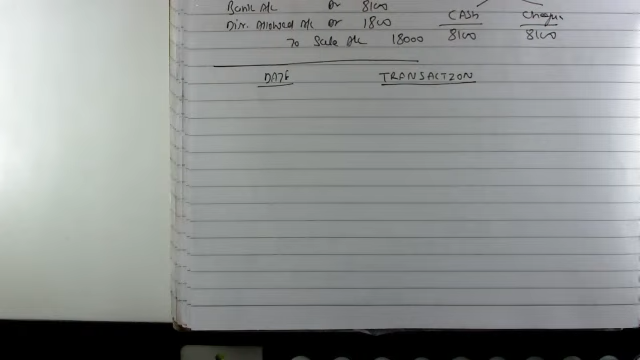 Bank A/c Dr 8100
Dis. Allowed A/c Dr 1800 CASH Cheque
To Sale A/c 18000 8100 8100
DATE TRANSACTION